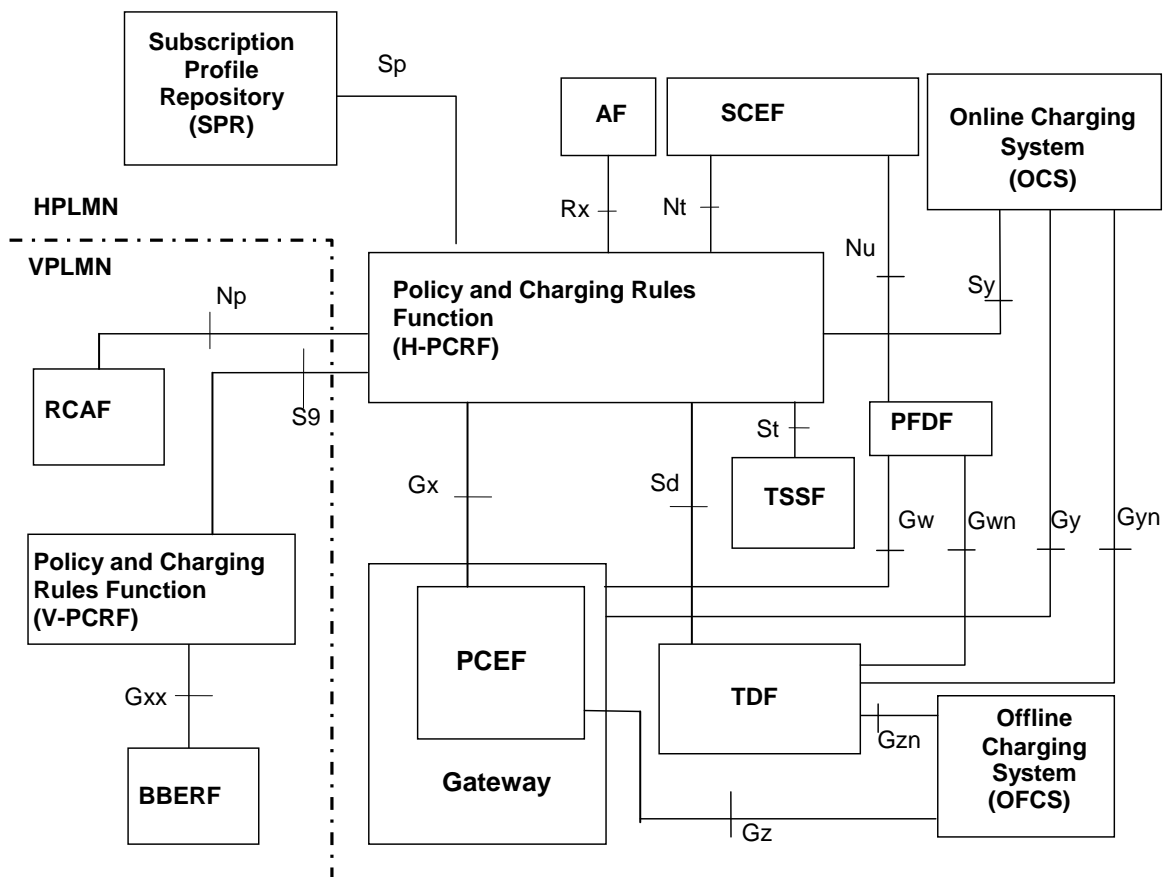 Subscription
Profile
Repository
(SPR)
Sp
AF
SCEF
Online Charging
System
(OCS)
HPLMN
Rx
Nt
VPLMN
Nu
Sy
Np
Policy and Charging Rules
Function
(H-PCRF)
RCAF
S9
PFDF
St
Gx
Sd
TSSF
Gw
Gwn
Gy
Gyn
Policy and Charging
Rules Function
(V-PCRF)
PCEF
TDF
Gxx
Gzn
Offline
Charging
System
(OFCS)
BBERF
Gateway
Gz